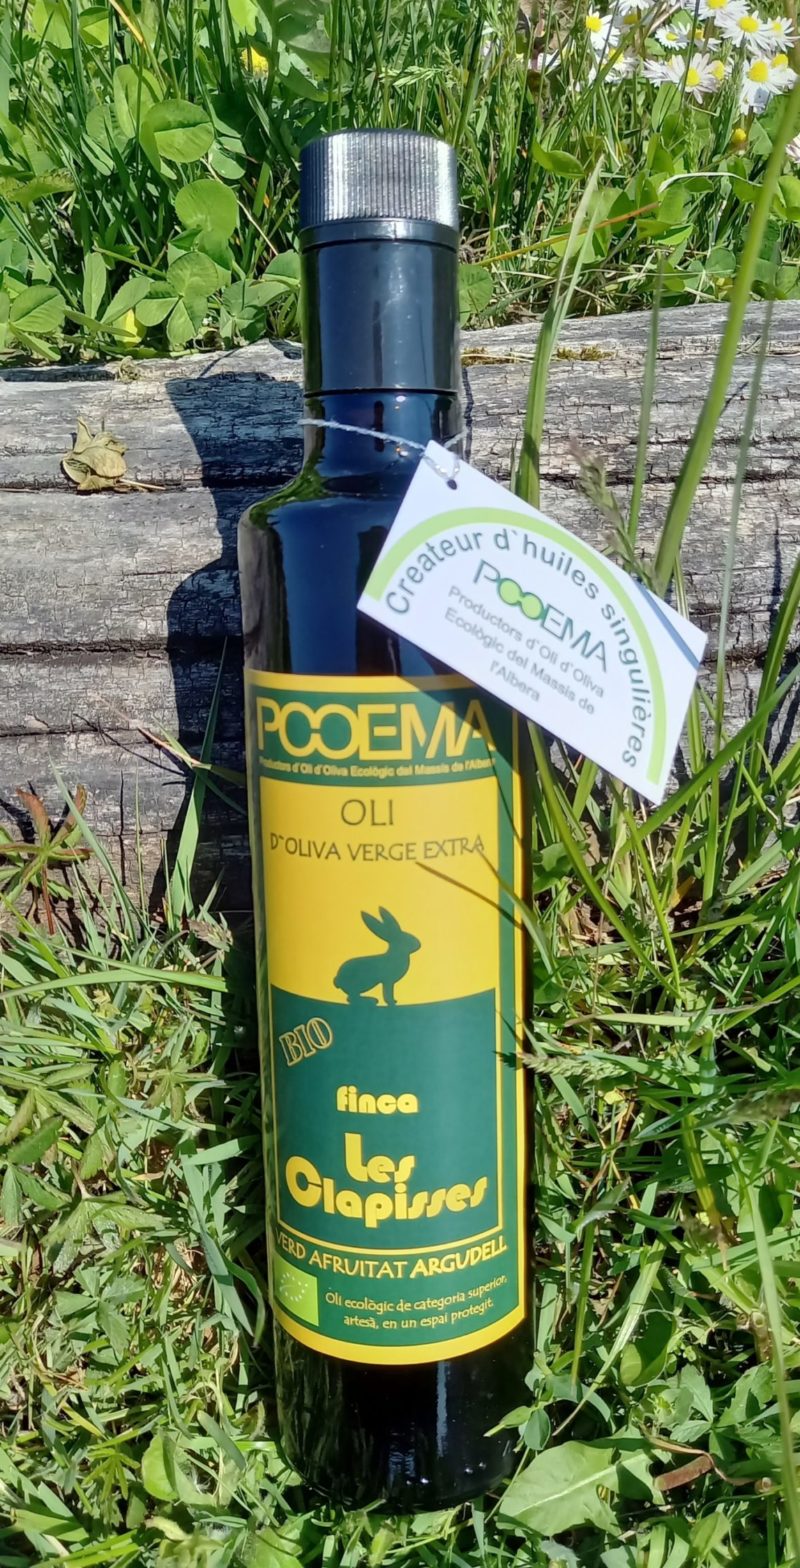 Createur d`huiles singulières
POOEMA
Productors d´Oli d´Oliva
Ecològic del Massis de
l'Albera
POOEMA
Productors d´Oli d´Oliva Ecològic del Massis de l'Albera
OLI
D`OLIVA VERGE EXTRA
BIO
finca
Les
Clapisses
VERD AFRUITAT ARGUDELL
Oli ecològic de categoria superior,
artesà, en un espai protegit.